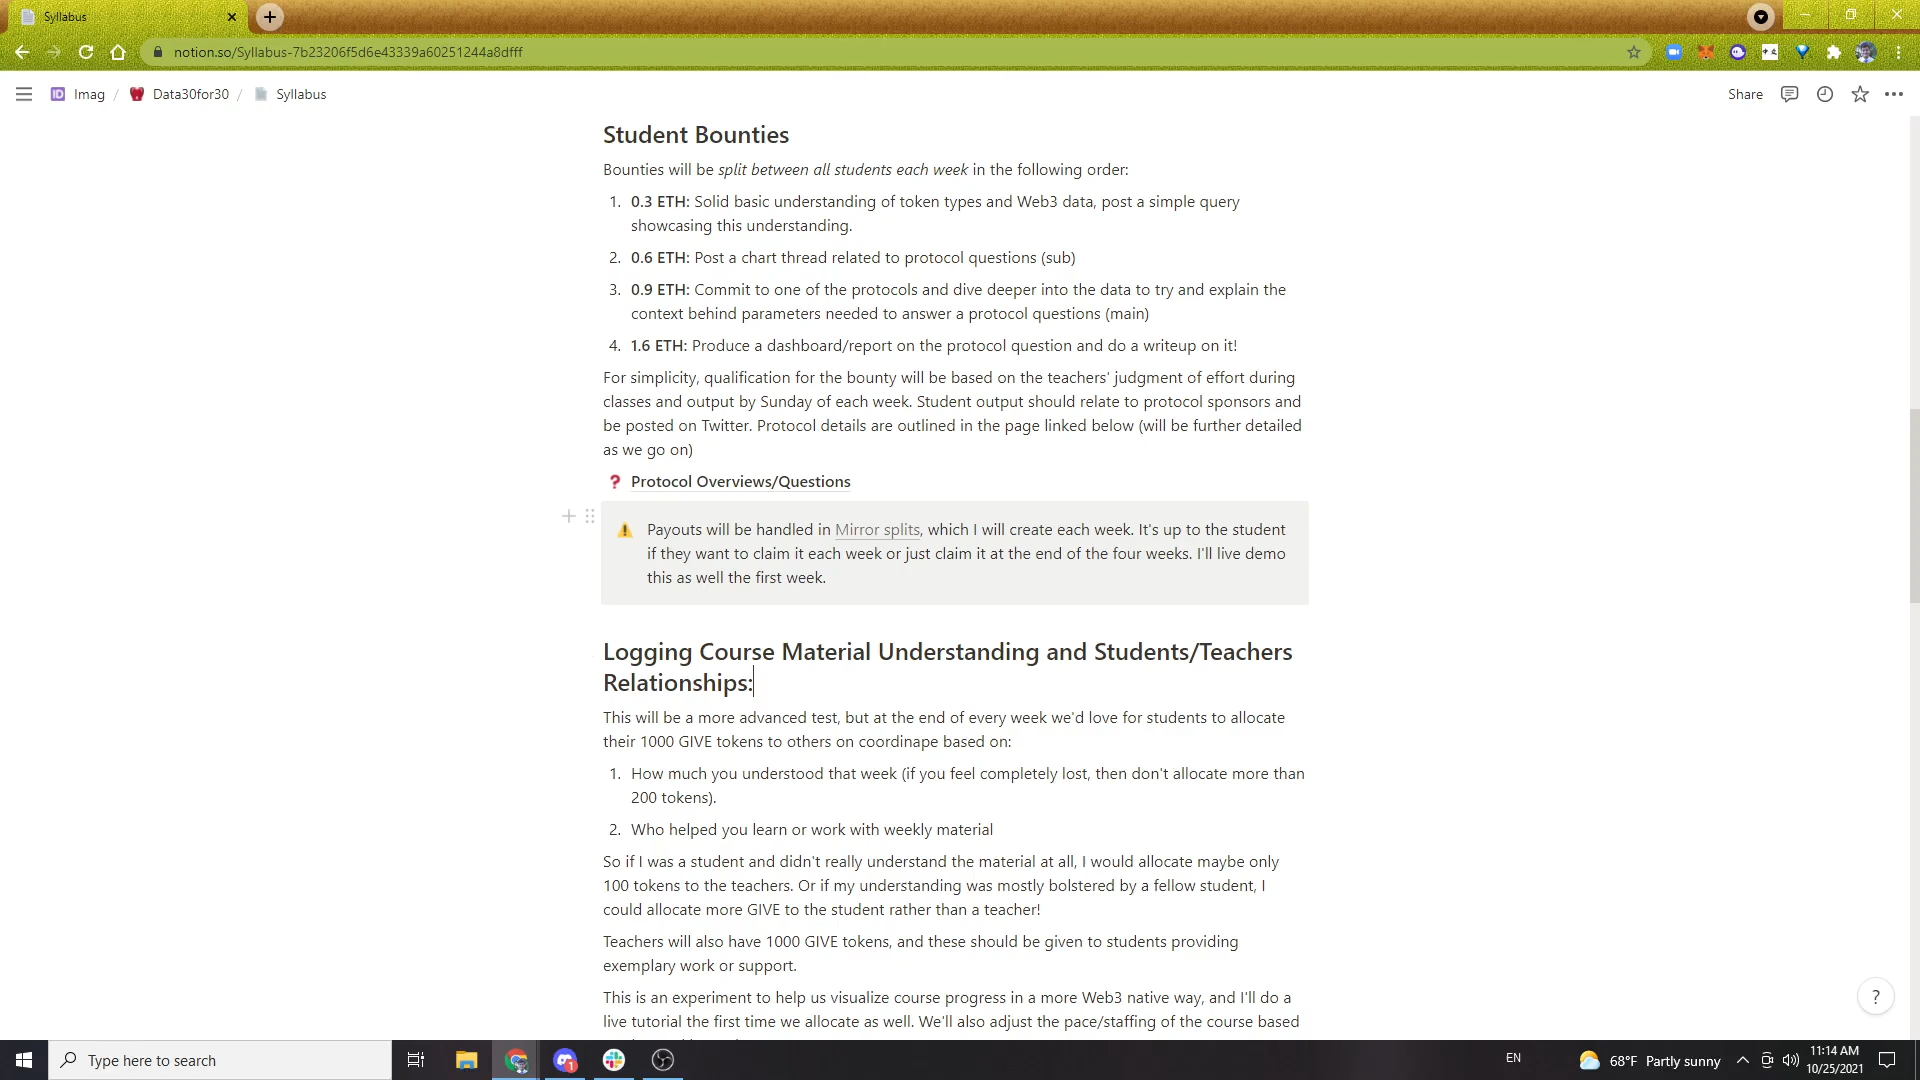 Syllabus
notion.so/Syllabus-7b23206f5d6e43339a60251244a8dfff
Imag / Data30for30 / Syllabus
Share
Student Bounties
Bounties will be split between all students each week in the following order:
1. 0.3 ETH: Solid basic understanding of token types and Web3 data, post a simple query
showcasing this understanding.
2. 0.6 ETH: Post a chart thread related to protocol questions (sub)
3. 0.9 ETH: Commit to one of the protocols and dive deeper into the data to try and explain the
context behind parameters needed to answer a protocol questions (main)
4. 1.6 ETH: Produce a dashboard/report on the protocol question and do a writeup on it!
For simplicity, qualification for the bounty will be based on the teachers' judgment of effort during
classes and output by Sunday of each week. Student output should relate to protocol sponsors and
be posted on Twitter. Protocol details are outlined in the page linked below (will be further detailed
as we go on)
Protocol Overviews/Questions
Payouts will be handled in Mirror splits, which I will create each week. It's up to the student
if they want to claim it each week or just claim it at the end of the four weeks. I'll live demo
this as well the first week.
Logging Course Material Understanding and Students/Teachers
Relationships:
This will be a more advanced test, but at the end of every week we'd love for students to allocate
their 1000 GIVE tokens to others on coordinape based on:
1. How much you understood that week (if you feel completely lost, then don't allocate more than
200 tokens).
2. Who helped you learn or work with weekly material
So if I was a student and didn't really understand the material at all, I would allocate maybe only
100 tokens to the teachers. Or if my understanding was mostly bolstered by a fellow student, I
could allocate more GIVE to the student rather than a teacher!
Teachers will also have 1000 GIVE tokens, and these should be given to students providing
exemplary work or support.
This is an experiment to help us visualize course progress in a more Web3 native way, and I'll do a
live tutorial the first time we allocate as well. We'll also adjust the pace/staffing of the course based
?
Type here to search
1
EN
68°F Partly sunny
11:14 AM
10/25/2021